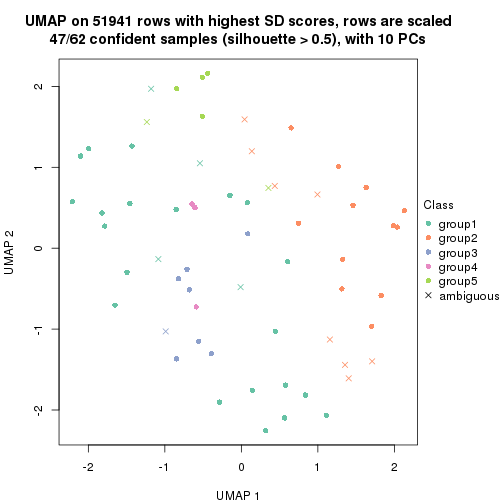 UMAP on 51941 rows with highest SD scores, rows are scaled
47/62 confident samples (silhouette > 0.5), with 10 PCs
2
1
0
-1
-2
UMAP 2
-2
-1
0
1
2
UMAP 1
Class
group1
group2
group3
group4
group5
ambiguous